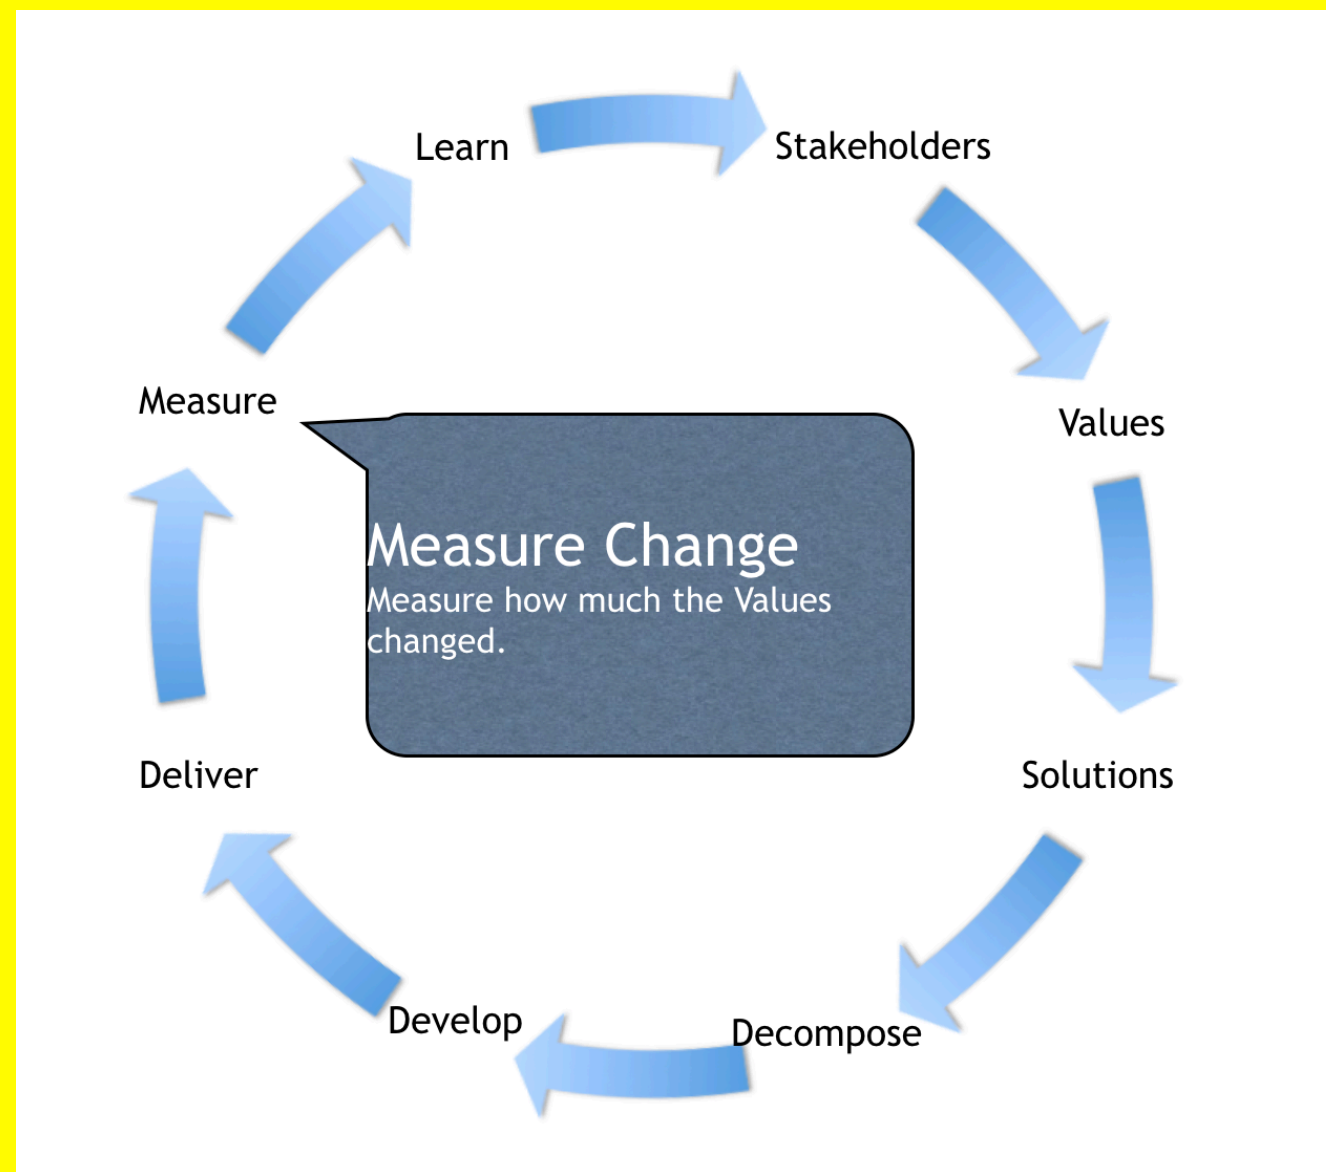 Learn
Stakeholders
Measure
Values
Measure Change
Measure how much the Values
changed.
Deliver
Solutions
Develop
Decompose